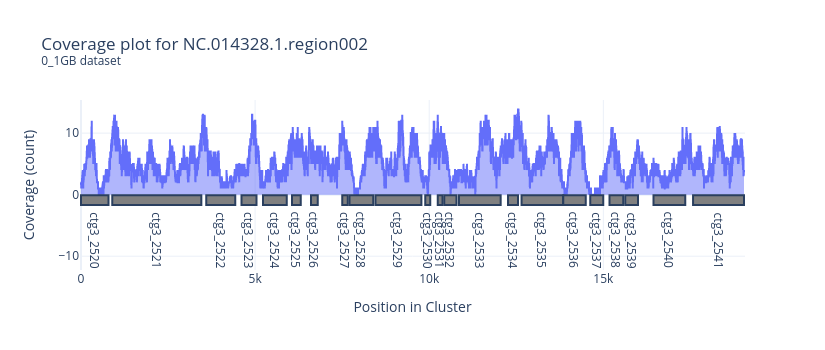 Coverage plot for NC.014328.1.region002
0_1GB dataset
Coverage (count)
10
0
−10
ctg3_2520
ctg3_2521
ctg3_2522
ctg3_2523
ctg3_2524
ctg3_2525
ctg3_2526
ctg3_2527
ctg3_2528
ctg3_2529
ctg3_2530
ctg3_2531
ctg3_2532
ctg3_2533
ctg3_2534
ctg3_2535
ctg3_2536
ctg3_2537
ctg3_2538
ctg3_2539
ctg3_2540
ctg3_2541
0
5k
10k
15k
Position in Cluster